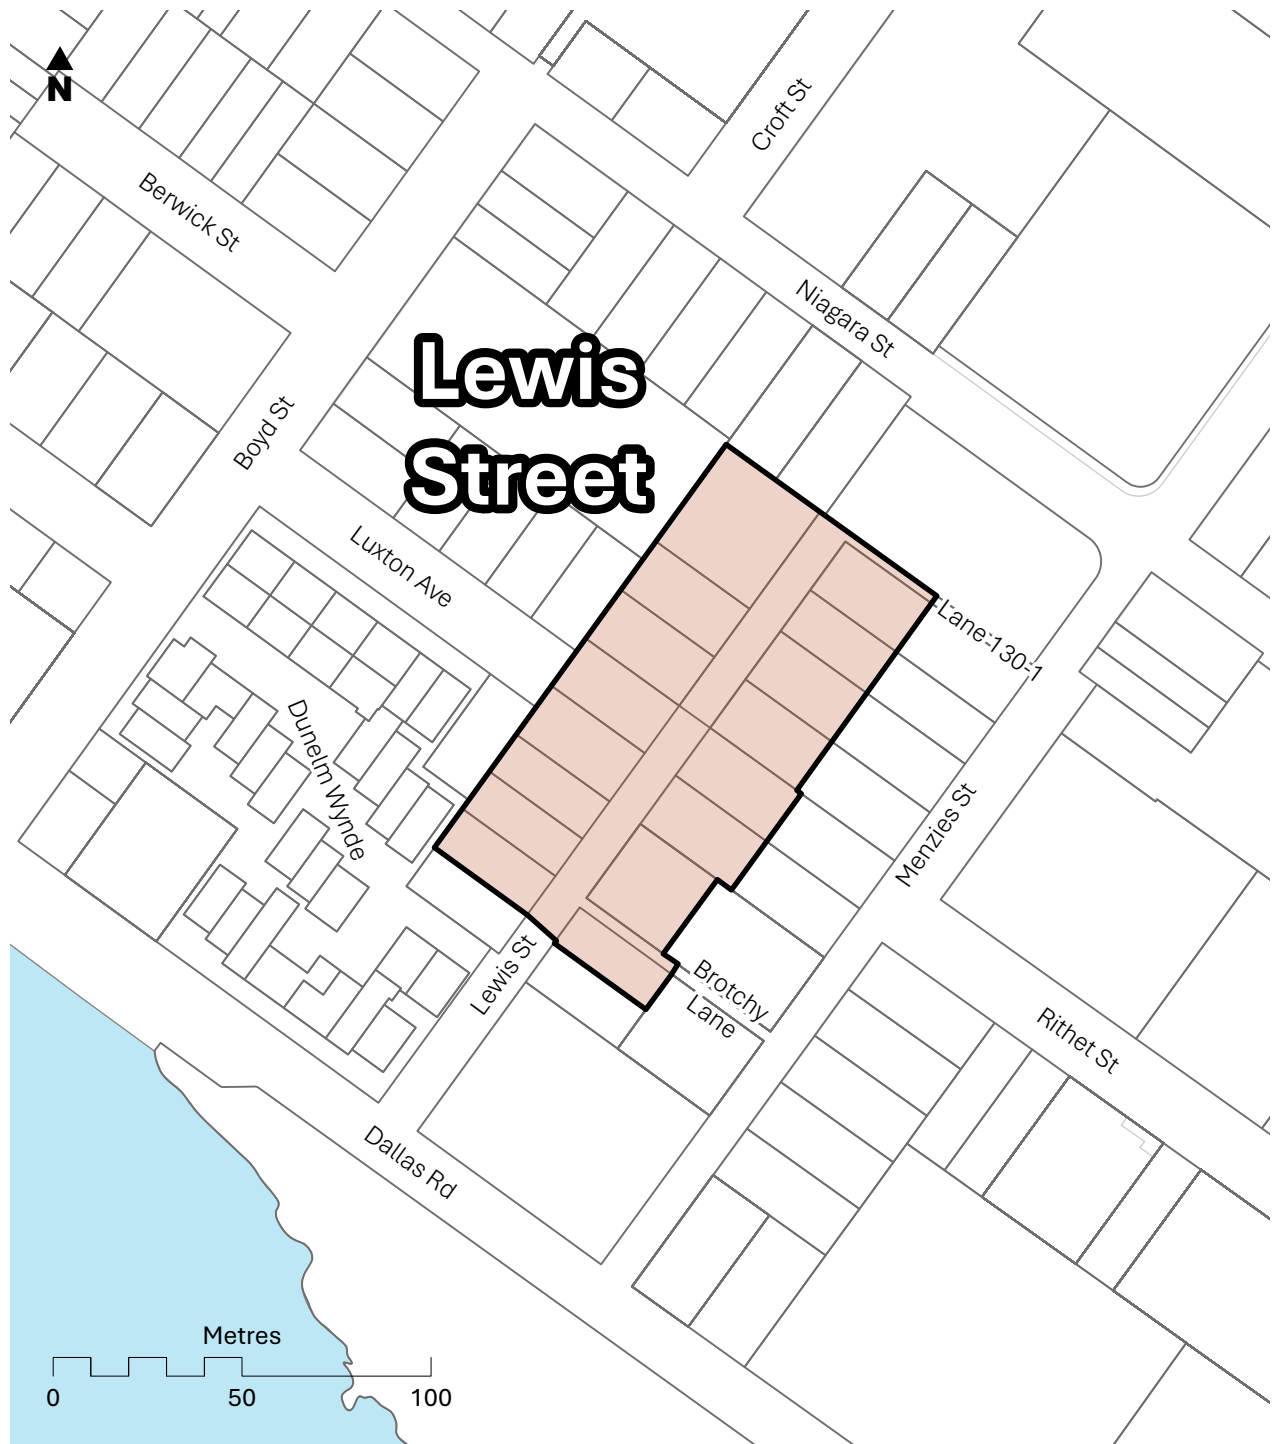 N
Croft St
Berwick St
Niagara St
Lewis
Street
Boyd St
Luxton Ave
Lane 130-1
Dunelm Wynde
Menzies St
Lewis St
Brotchy
Lane
Rithet St
Dallas Rd
Metres
0 50 100